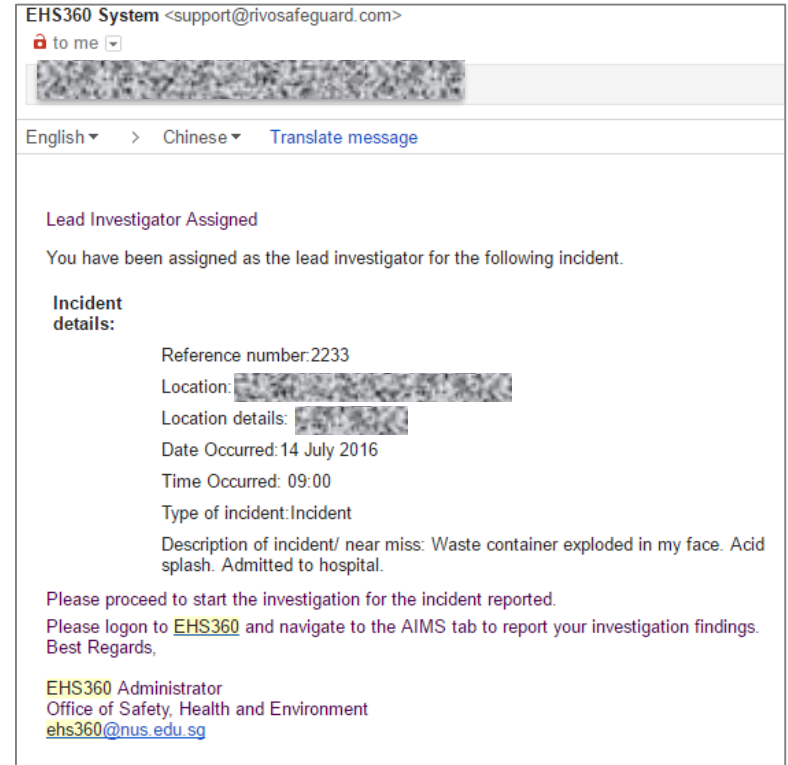 EHS360 System <support@rivosafeguard.com>
to me
English > Chinese Translate message
Lead Investigator Assigned
You have been assigned as the lead investigator for the following incident.
Incident
details:
Reference number:2233
Location:
Location details:
Date Occurred:14 July 2016
Time Occurred: 09:00
Type of incident:Incident
Description of incident/ near miss: Waste container exploded in my face. Acid
splash. Admitted to hospital.
Please proceed to start the investigation for the incident reported.
Please logon to EHS360 and navigate to the AIMS tab to report your investigation findings.
Best Regards,
EHS360 Administrator
Office of Safety, Health and Environment
ehs360@nus.edu.sg